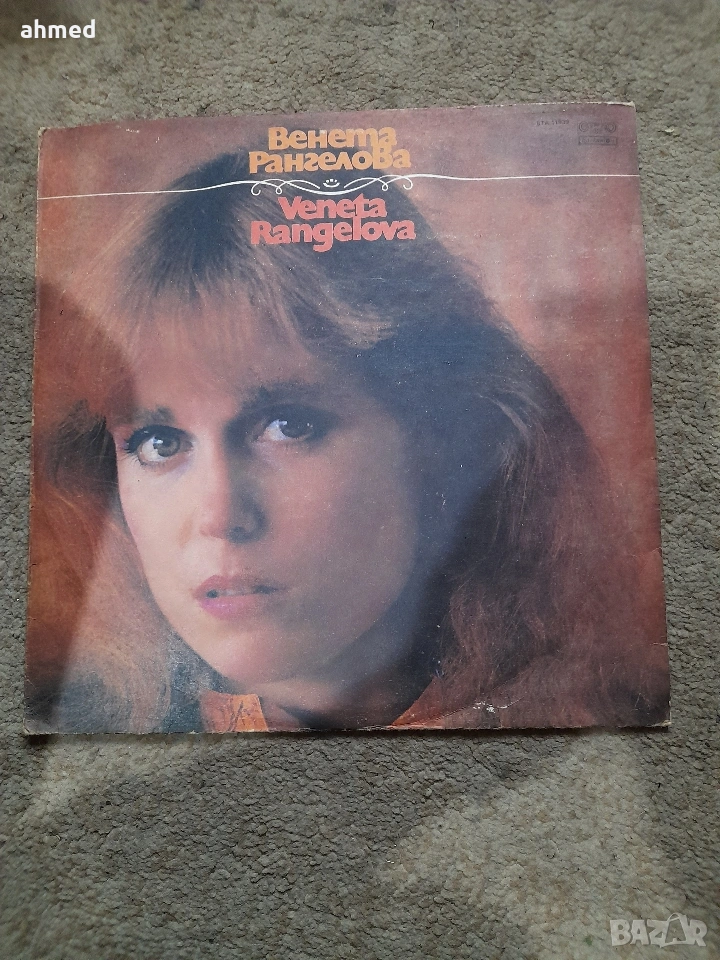 ahmed
Венета
Рангелова
Veneta
Rangelova
BAZAR